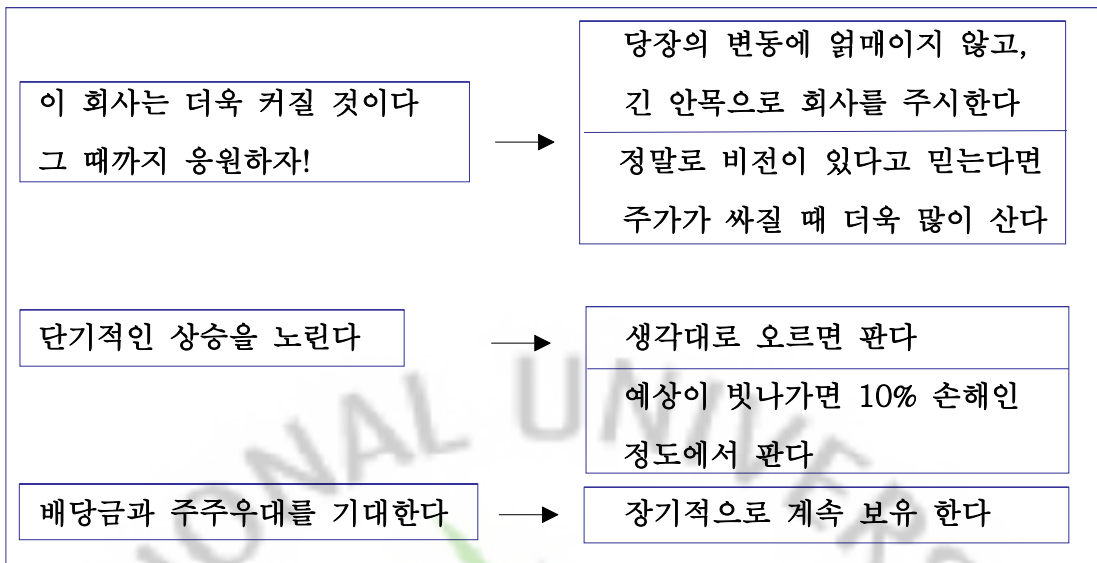 이 회사는 더욱 커질 것이다
그 때까지 응원하자!
당장의 변동에 얽매이지 않고,
긴 안목으로 회사를 주시한다
정말로 비전이 있다고 믿는다면
주가가 싸질 때 더욱 많이 산다
단기적인 상승을 노린다
생각대로 오르면 판다
예상이 빗나가면 10% 손해인
정도에서 판다
배당금과 주주우대를 기대한다
장기적으로 계속 보유 한다